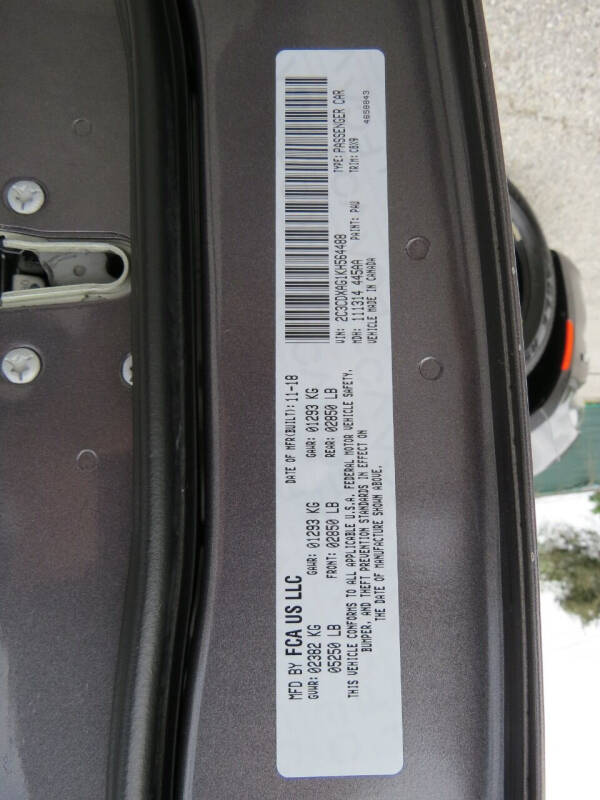 MFD BY FCA US LLC
DATE OF MFR(BUILT): 11-18
GVWR: 02382 KG
GAWR: 01293 KG
GAWR: 01293 KG
05250 LB
FRONT: 02850 LB
REAR: 02850 LB
THIS VEHICLE CONFORMS TO ALL APPLICABLE U.S.A. FEDERAL MOTOR VEHICLE SAFETY,
BUMPER, AND THEFT PREVENTION STANDARDS IN EFFECT ON
THE DATE OF MANUFACTURE SHOWN ABOVE.
VIN: 2C3CDXAG1KH564488
TYPE: PASSENGER CAR
MDH: 111314 445AA
PAINT: PAU
TRIM: C8X9
VEHICLE MADE IN CANADA
4658843